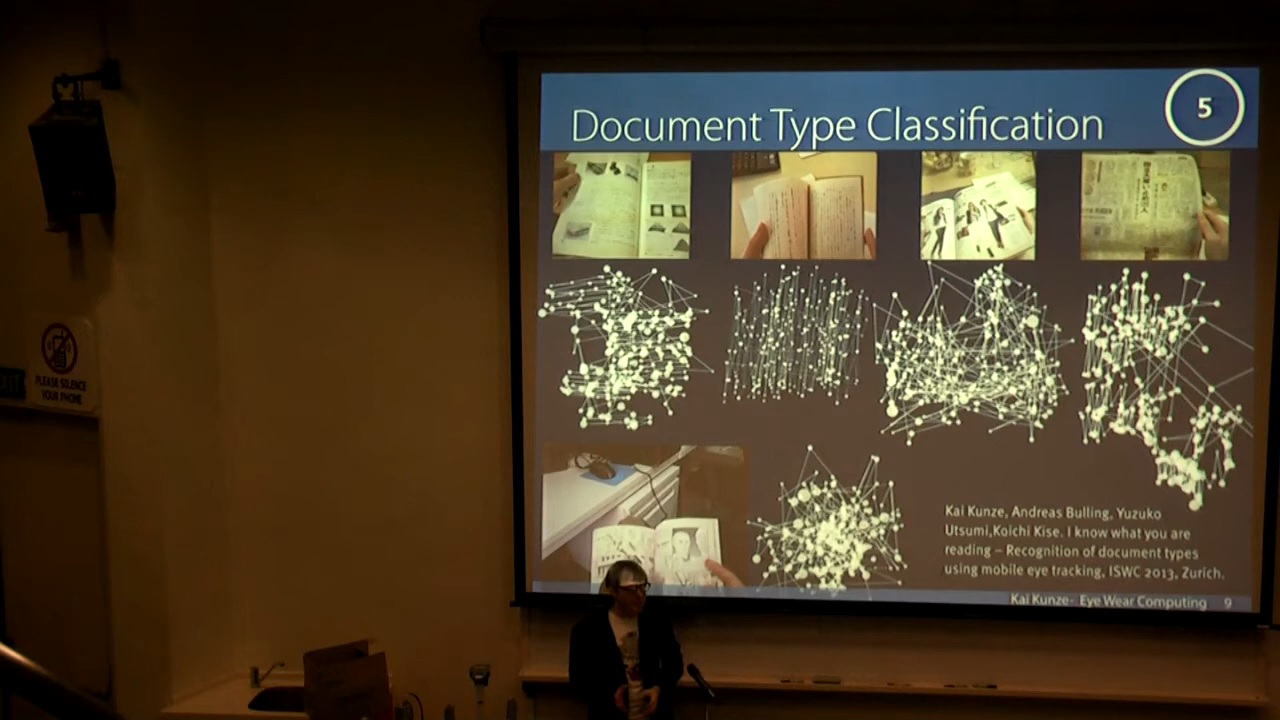 Document Type Classification
5
PLEASE SILENCE
YOUR PHONE
Kai Kunze, Andreas Bulling, Yuzuko
Utsumi,Koichi Kise. I know what you are
reading – Recognition of document types
using mobile eye tracking, ISWC 2013, Zurich.
Kai Kunze- Eye Wear Computing 9